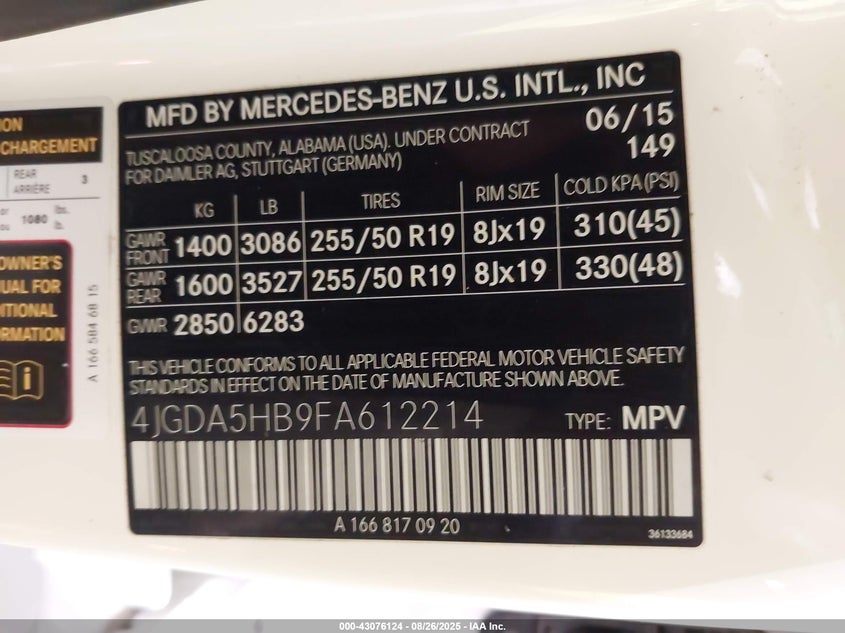 ION
CHARGEMENT
REAR
ARRIÈRE
3
or
ou
1080
lbs.
lb.
OWNER'S
UAL FOR
DITIONAL
ORMATION
A 166 584 68 15
MFD BY MERCEDES-BENZ U.S. INTL., INC
TUSCALOOSA COUNTY, ALABAMA (USA). UNDER CONTRACT
FOR DAIMLER AG, STUTTGART (GERMANY)
06/15
149
KG LB TIRES RIM SIZE COLD KPA (PSI)
GAWR FRONT 1400 3086 255/50 R19 8Jx19 310(45)
GAWR REAR 1600 3527 255/50 R19 8Jx19 330(48)
GVWR 2850 6283
THIS VEHICLE CONFORMS TO ALL APPLICABLE FEDERAL MOTOR VEHICLE SAFETY
STANDARDS IN EFFECT ON THE DATE OF MANUFACTURE SHOWN ABOVE.
4JGDA5HB9FA612214 TYPE: MPV
A 166 817 09 20
36133684
000-43076124 - 08/26/2025 - IAA Inc.